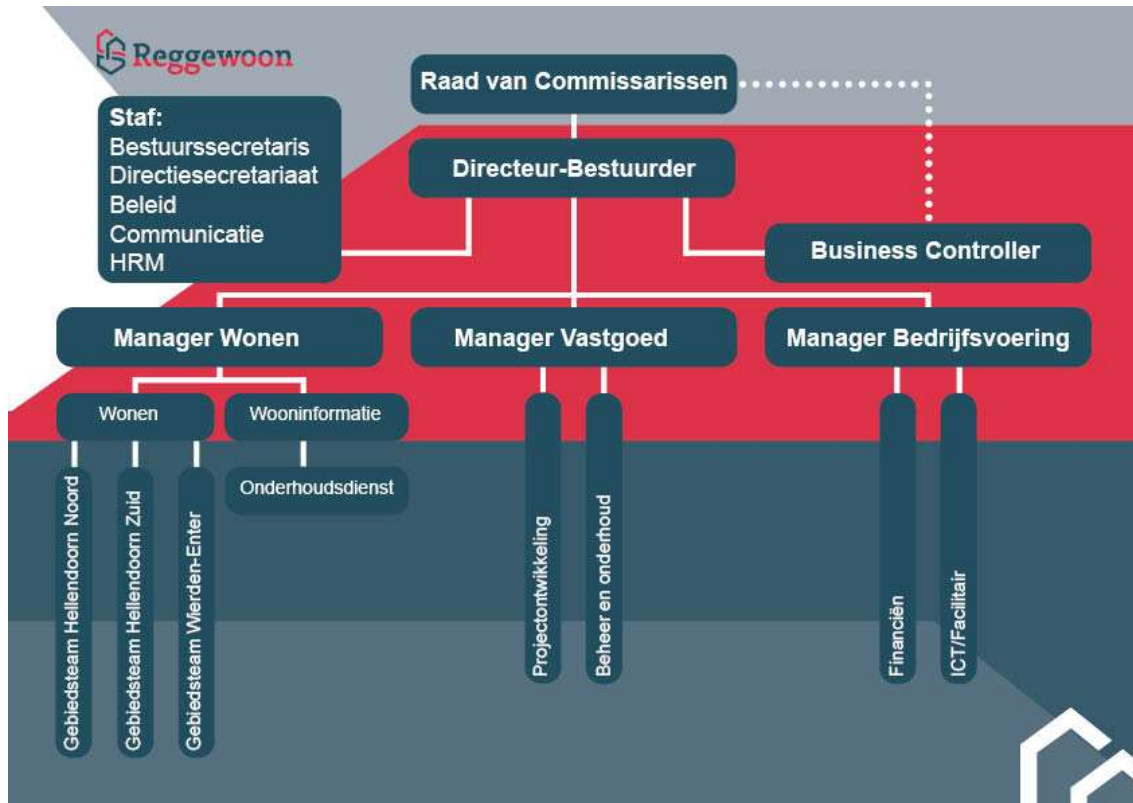 Reggewoon
Raad van Commissarissen
Staf:
Bestuurssecretaris
Directiesecretariaat
Beleid
Communicatie
HRM
Directeur-Bestuurder
Business Controller
Manager Wonen
Manager Vastgoed
Manager Bedrijfsvoering
Wonen
Wooninformatie
Onderhoudsdienst
Gebiedsteam Hellendoorn Noord
Gebiedsteam Hellendoorn Zuid
Gebiedsteam Wierden-Enter
Projectontwikkeling
Beheer en onderhoud
Financiën
ICT/Facilitair